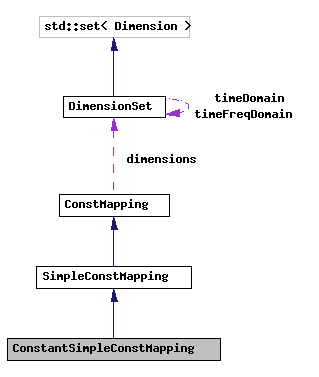 std::set< Dimension >
DimensionSet
timeDomain
timeFreqDomain
dimensions
ConstMapping
SimpleConstMapping
ConstantSimpleConstMapping